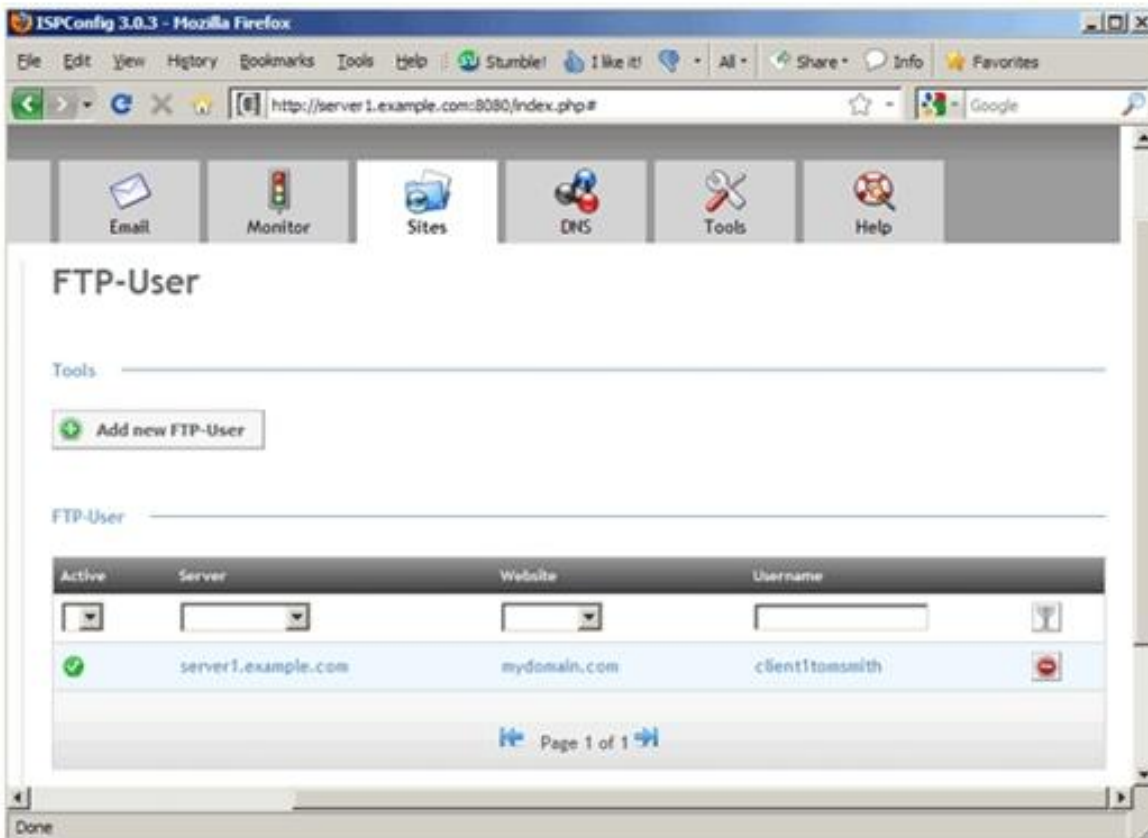 ISPConfig 3.0.3 - Mozilla Firefox
File Edit View History Bookmarks Tools Help Stumble! I like it! All Share Info Favorites
http://server1.example.com:8080/index.php# Google
Email Monitor Sites DNS Tools Help
FTP-User
Tools
Add new FTP-User
FTP-User
Active Server Website Username
server1.example.com mydomain.com client1tomsmith
Page 1 of 1
Done